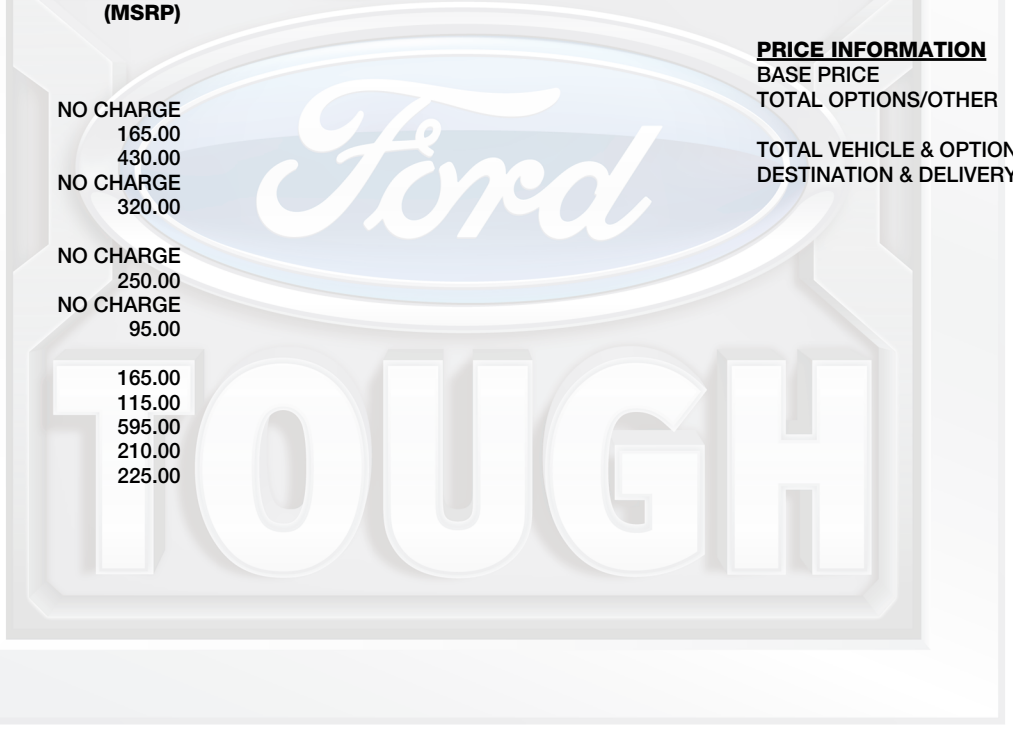 (MSRP)
NO CHARGE
165.00
430.00
NO CHARGE
320.00
NO CHARGE
250.00
NO CHARGE
95.00
165.00
115.00
595.00
210.00
225.00
PRICE INFORMATION
BASE PRICE
TOTAL OPTIONS/OTHER
TOTAL VEHICLE & OPTION
DESTINATION & DELIVERY
Ford
TOUGH